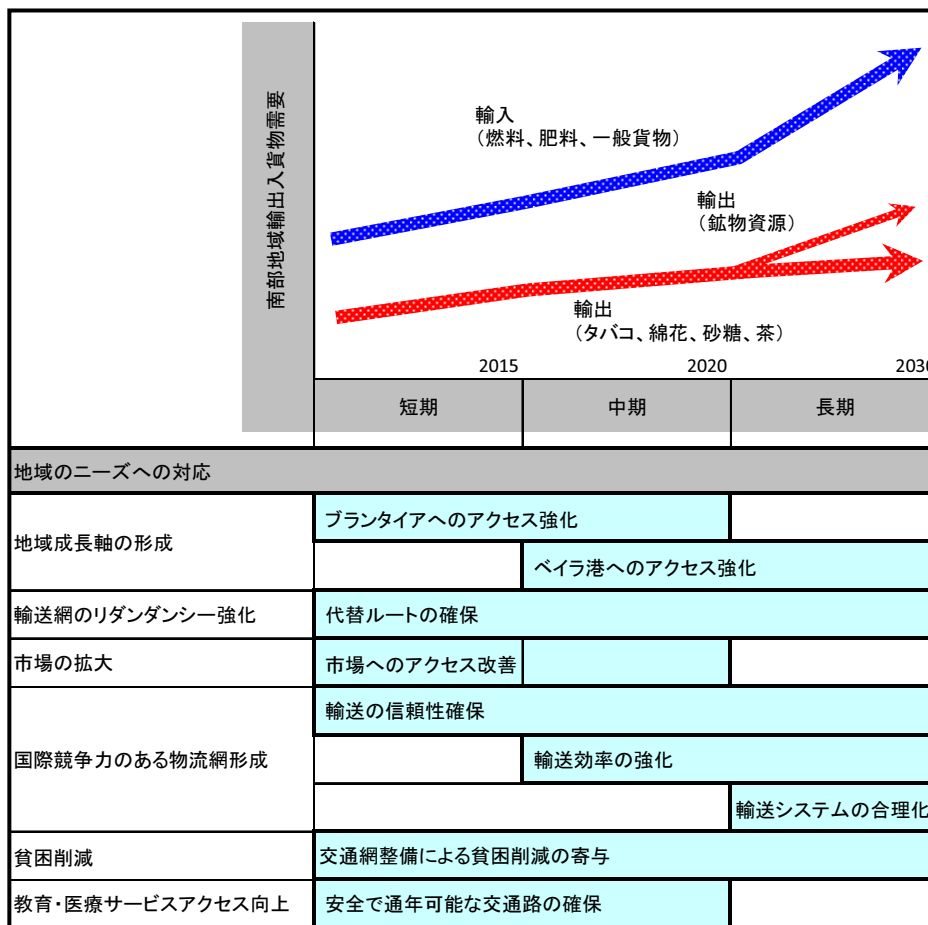 南部地域輸出入貨物需要
輸入
（燃料、肥料、一般貨物）
輸出
（鉱物資源）
輸出
（タバコ、綿花、砂糖、茶）
2015
2020
2030
短期
中期
長期
地域のニーズへの対応
地域成長軸の形成
ブランタイアへのアクセス強化
ベイラ港へのアクセス強化
輸送網のリダンダンシー強化
代替ルートの確保
市場の拡大
市場へのアクセス改善
国際競争力のある物流網形成
輸送の信頼性確保
輸送効率の強化
輸送システムの合理化
貧困削減
交通網整備による貧困削減の寄与
教育・医療サービスアクセス向上
安全で通年可能な交通路の確保